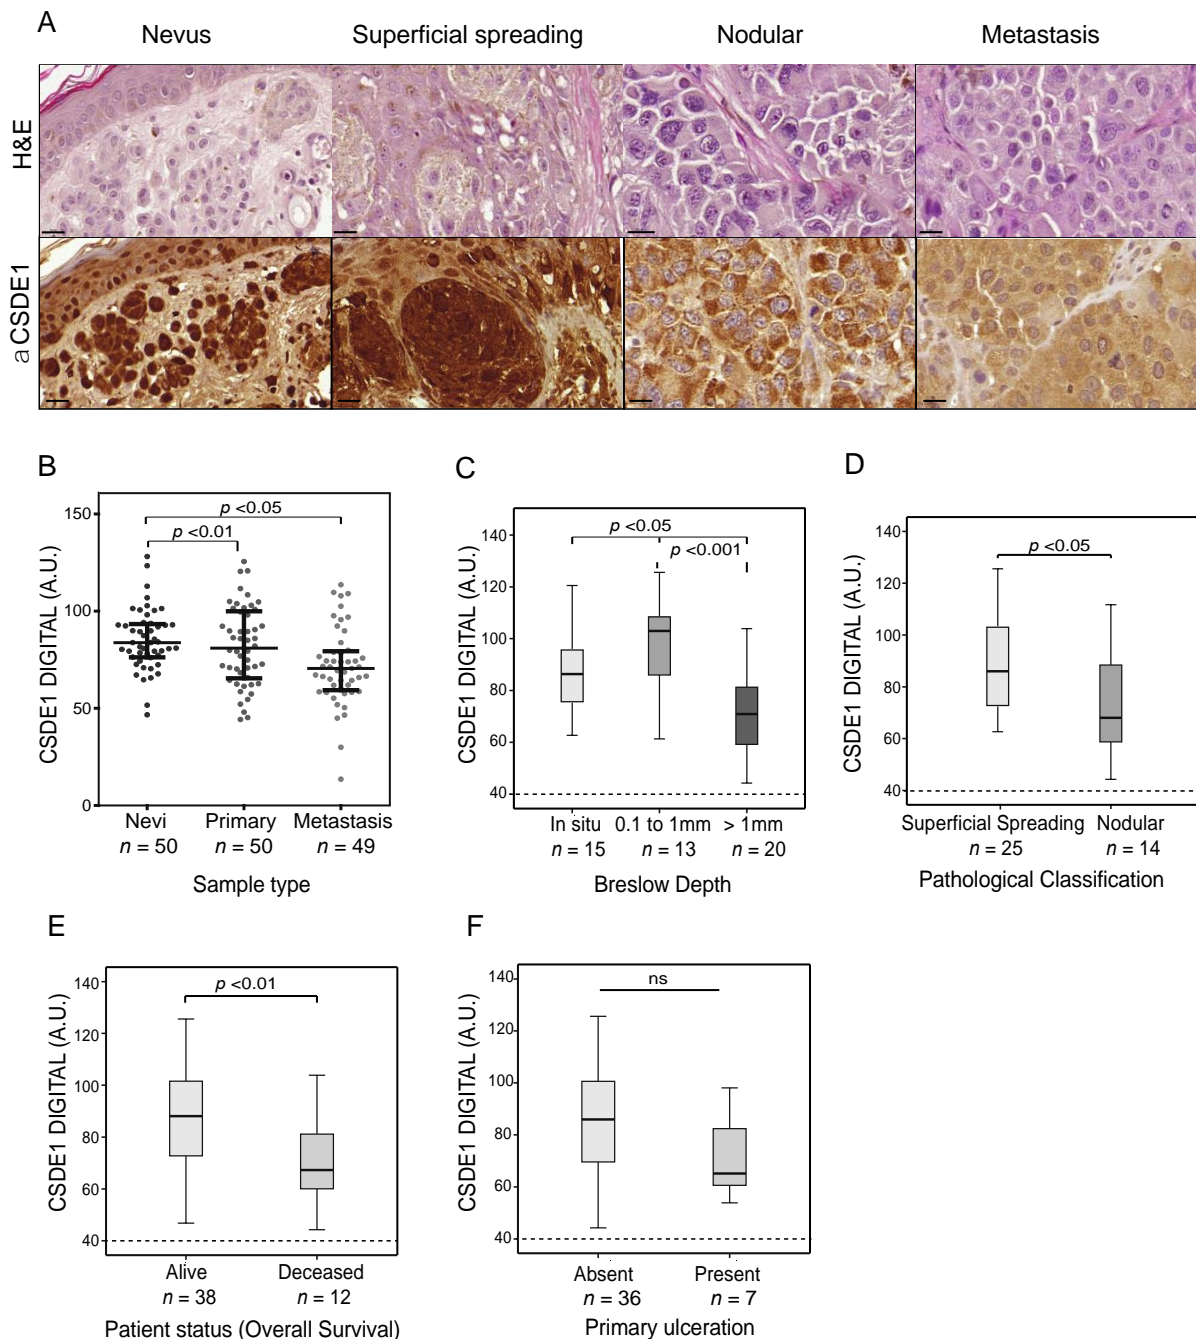 A
Nevus Superficial spreading Nodular Metastasis
H&E
aCSDE1
B
CSDE1 DIGITAL (A.U.)
150
100
50
0
p <0.05
p <0.01
Nevi Primary Metastasis
n = 50 n = 50 n = 49
Sample type
C
CSDE1 DIGITAL (A.U.)
140
120
100
80
60
40
p <0.05
p <0.001
In situ 0.1 to 1mm > 1mm
n = 15 n = 13 n = 20
Breslow Depth
D
CSDE1 DIGITAL (A.U.)
140
120
100
80
60
40
p <0.05
Superficial Spreading Nodular
n = 25 n = 14
Pathological Classification
E
CSDE1 DIGITAL (A.U.)
140
120
100
80
60
40
p <0.01
Alive Deceased
n = 38 n = 12
Patient status (Overall Survival)
F
CSDE1 DIGITAL (A.U.)
140
120
100
80
60
40
ns
Absent Present
n = 36 n = 7
Primary ulceration